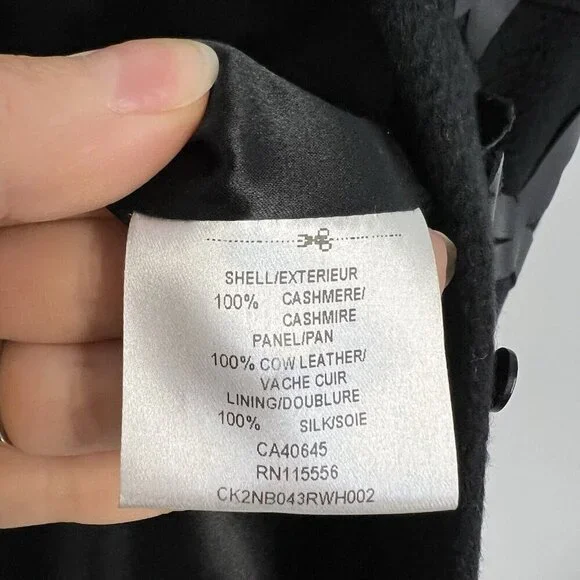 SHELL/EXTERIEUR
100% CASHMERE/
CASHMIRE
PANEL/PAN
100% COW LEATHER/
VACHE CUIR
LINING/DOUBLURE
100% SILK/SOIE
CA40645
RN115556
CK2NB043RWH002